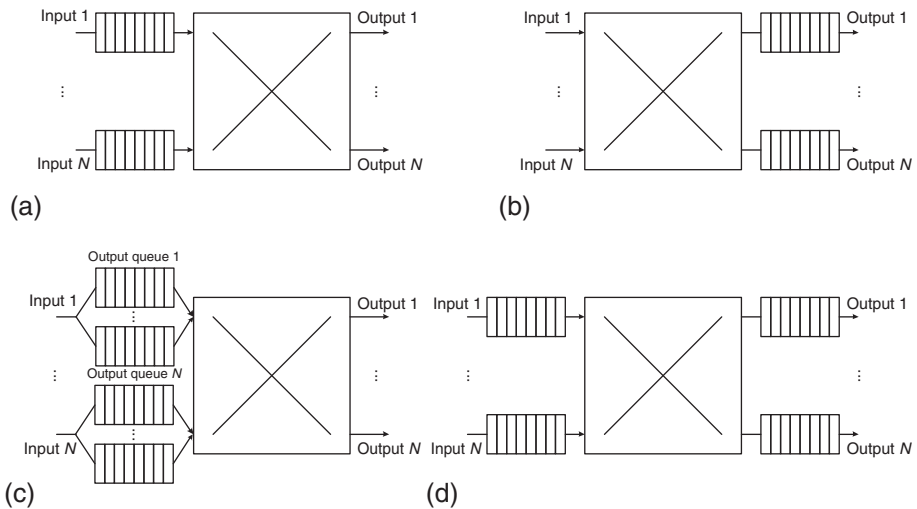 Input 1
Output 1
⋮
⋮
Input N
Output N
(a)
Input 1
Output 1
⋮
⋮
Input N
Output N
(b)
Output queue 1
Input 1
Output 1
⋮
⋮
⋮
Output queue N
Input N
⋮
Output N
(c)
Input 1
Output 1
⋮
⋮
Input N
Output N
(d)